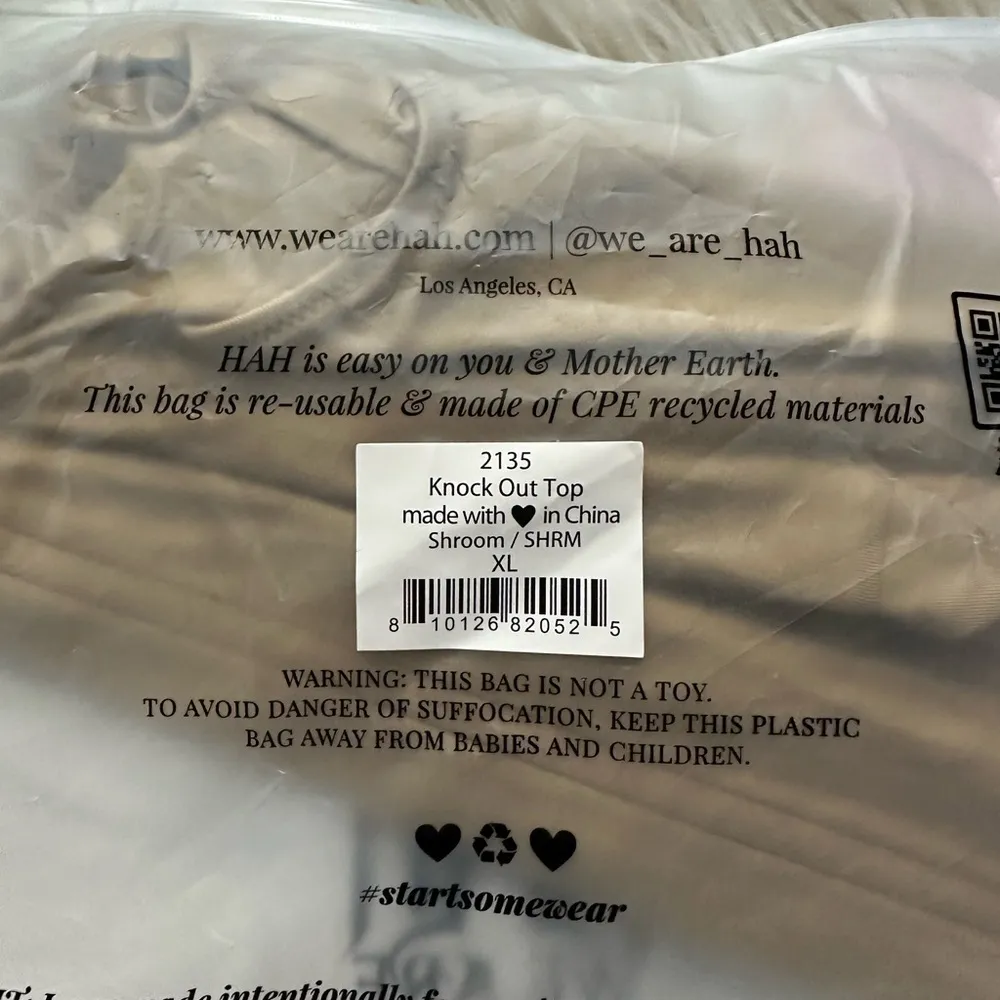 www.wearehah.com | @we_are_hah
Los Angeles, CA
HAH is easy on you & Mother Earth.
This bag is re-usable & made of CPE recycled materials
2135
Knock Out Top
made with ♥ in China
Shroom / SHRM
XL
8 10126 82052 5
WARNING: THIS BAG IS NOT A TOY.
TO AVOID DANGER OF SUFFOCATION, KEEP THIS PLASTIC
BAG AWAY FROM BABIES AND CHILDREN.
#startsomewear
intentionally